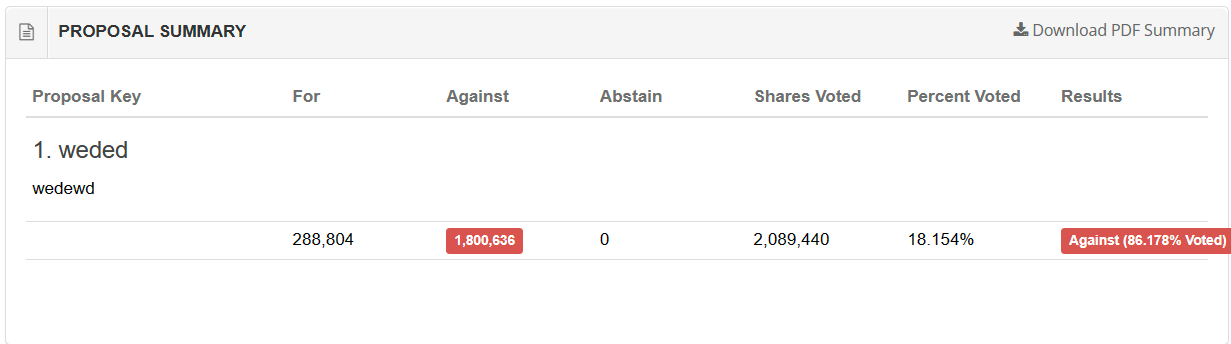 PROPOSAL SUMMARY Download PDF Summary
Proposal Key For Against Abstain Shares Voted Percent Voted Results
1. weded
wedewd
288,804 1,800,636 0 2,089,440 18.154% Against (86.178% Voted)